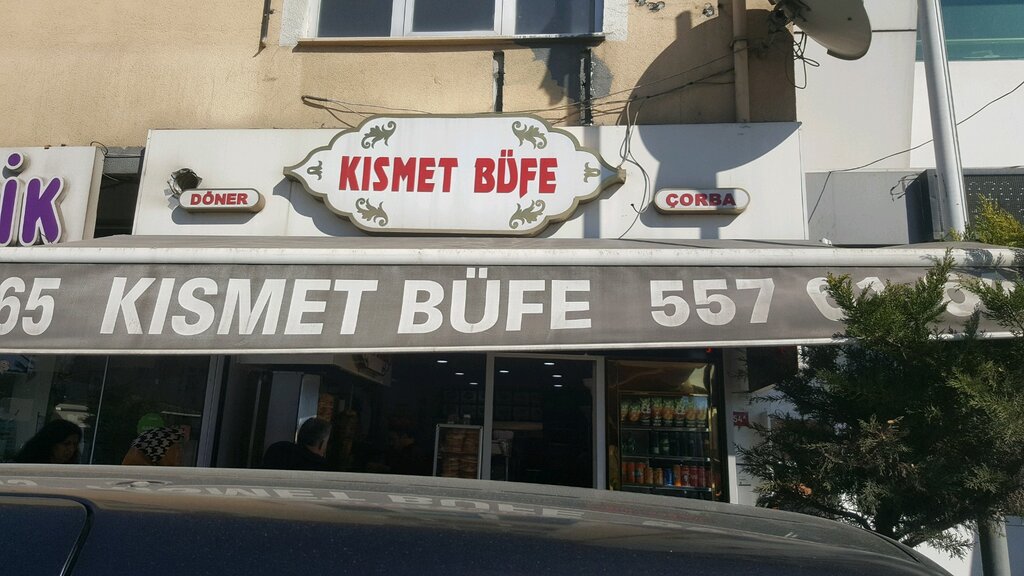 İK
DÖNER
KISMET BÜFE
ÇORBA
65 KISMET BÜFE 557